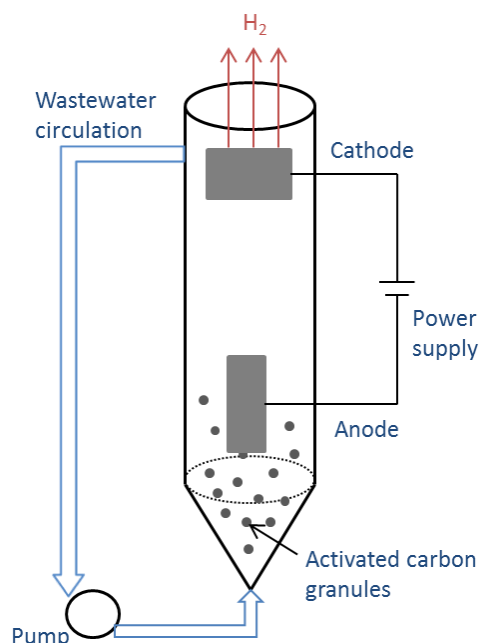 H₂
Wastewater
circulation
Cathode
Power
supply
Anode
Activated carbon
granules
Pump